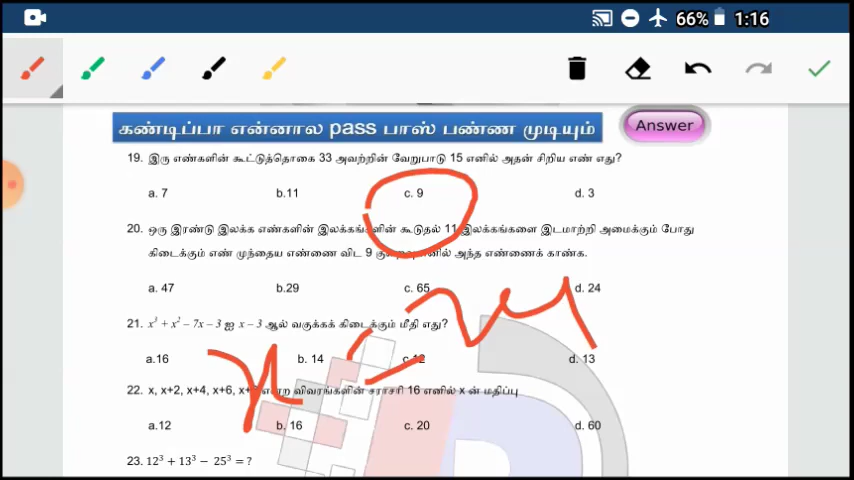 66% 1:16
கண்டிப்பா என்னால pass பாஸ் பண்ண முடியும் Answer
19. இரு எண்களின் கூட்டுத்தொகை 33 அவற்றின் வேறுபாடு 15 எனில் அதன் சிறிய எண் எது?
a. 7 b.11 c. 9 d. 3
20. ஒரு இரண்டு இலக்க எண்களின் இலக்கங்களின் கூடுதல் 11 இலக்கங்களை இடமாற்றி அமைக்கும் போது
கிடைக்கும் எண் முந்தைய எண்ணை விட 9 அந்த எண்ணைக் காண்க.
a. 47 b.29 c. 65 d. 24
21. x³ + x² – 7x – 3 ஐ x – 3 ஆல் வகுக்கக் கிடைக்கும் மீதி எது?
a.16 b. 14 c.12 d. 13
22. x, x+2, x+4, x+6, விவரங்களின் சராசரி 16 எனில் x ன் மதிப்பு
a.12 b. 16 c. 20 d. 60
23. 12³ + 13³ − 25³ = ?